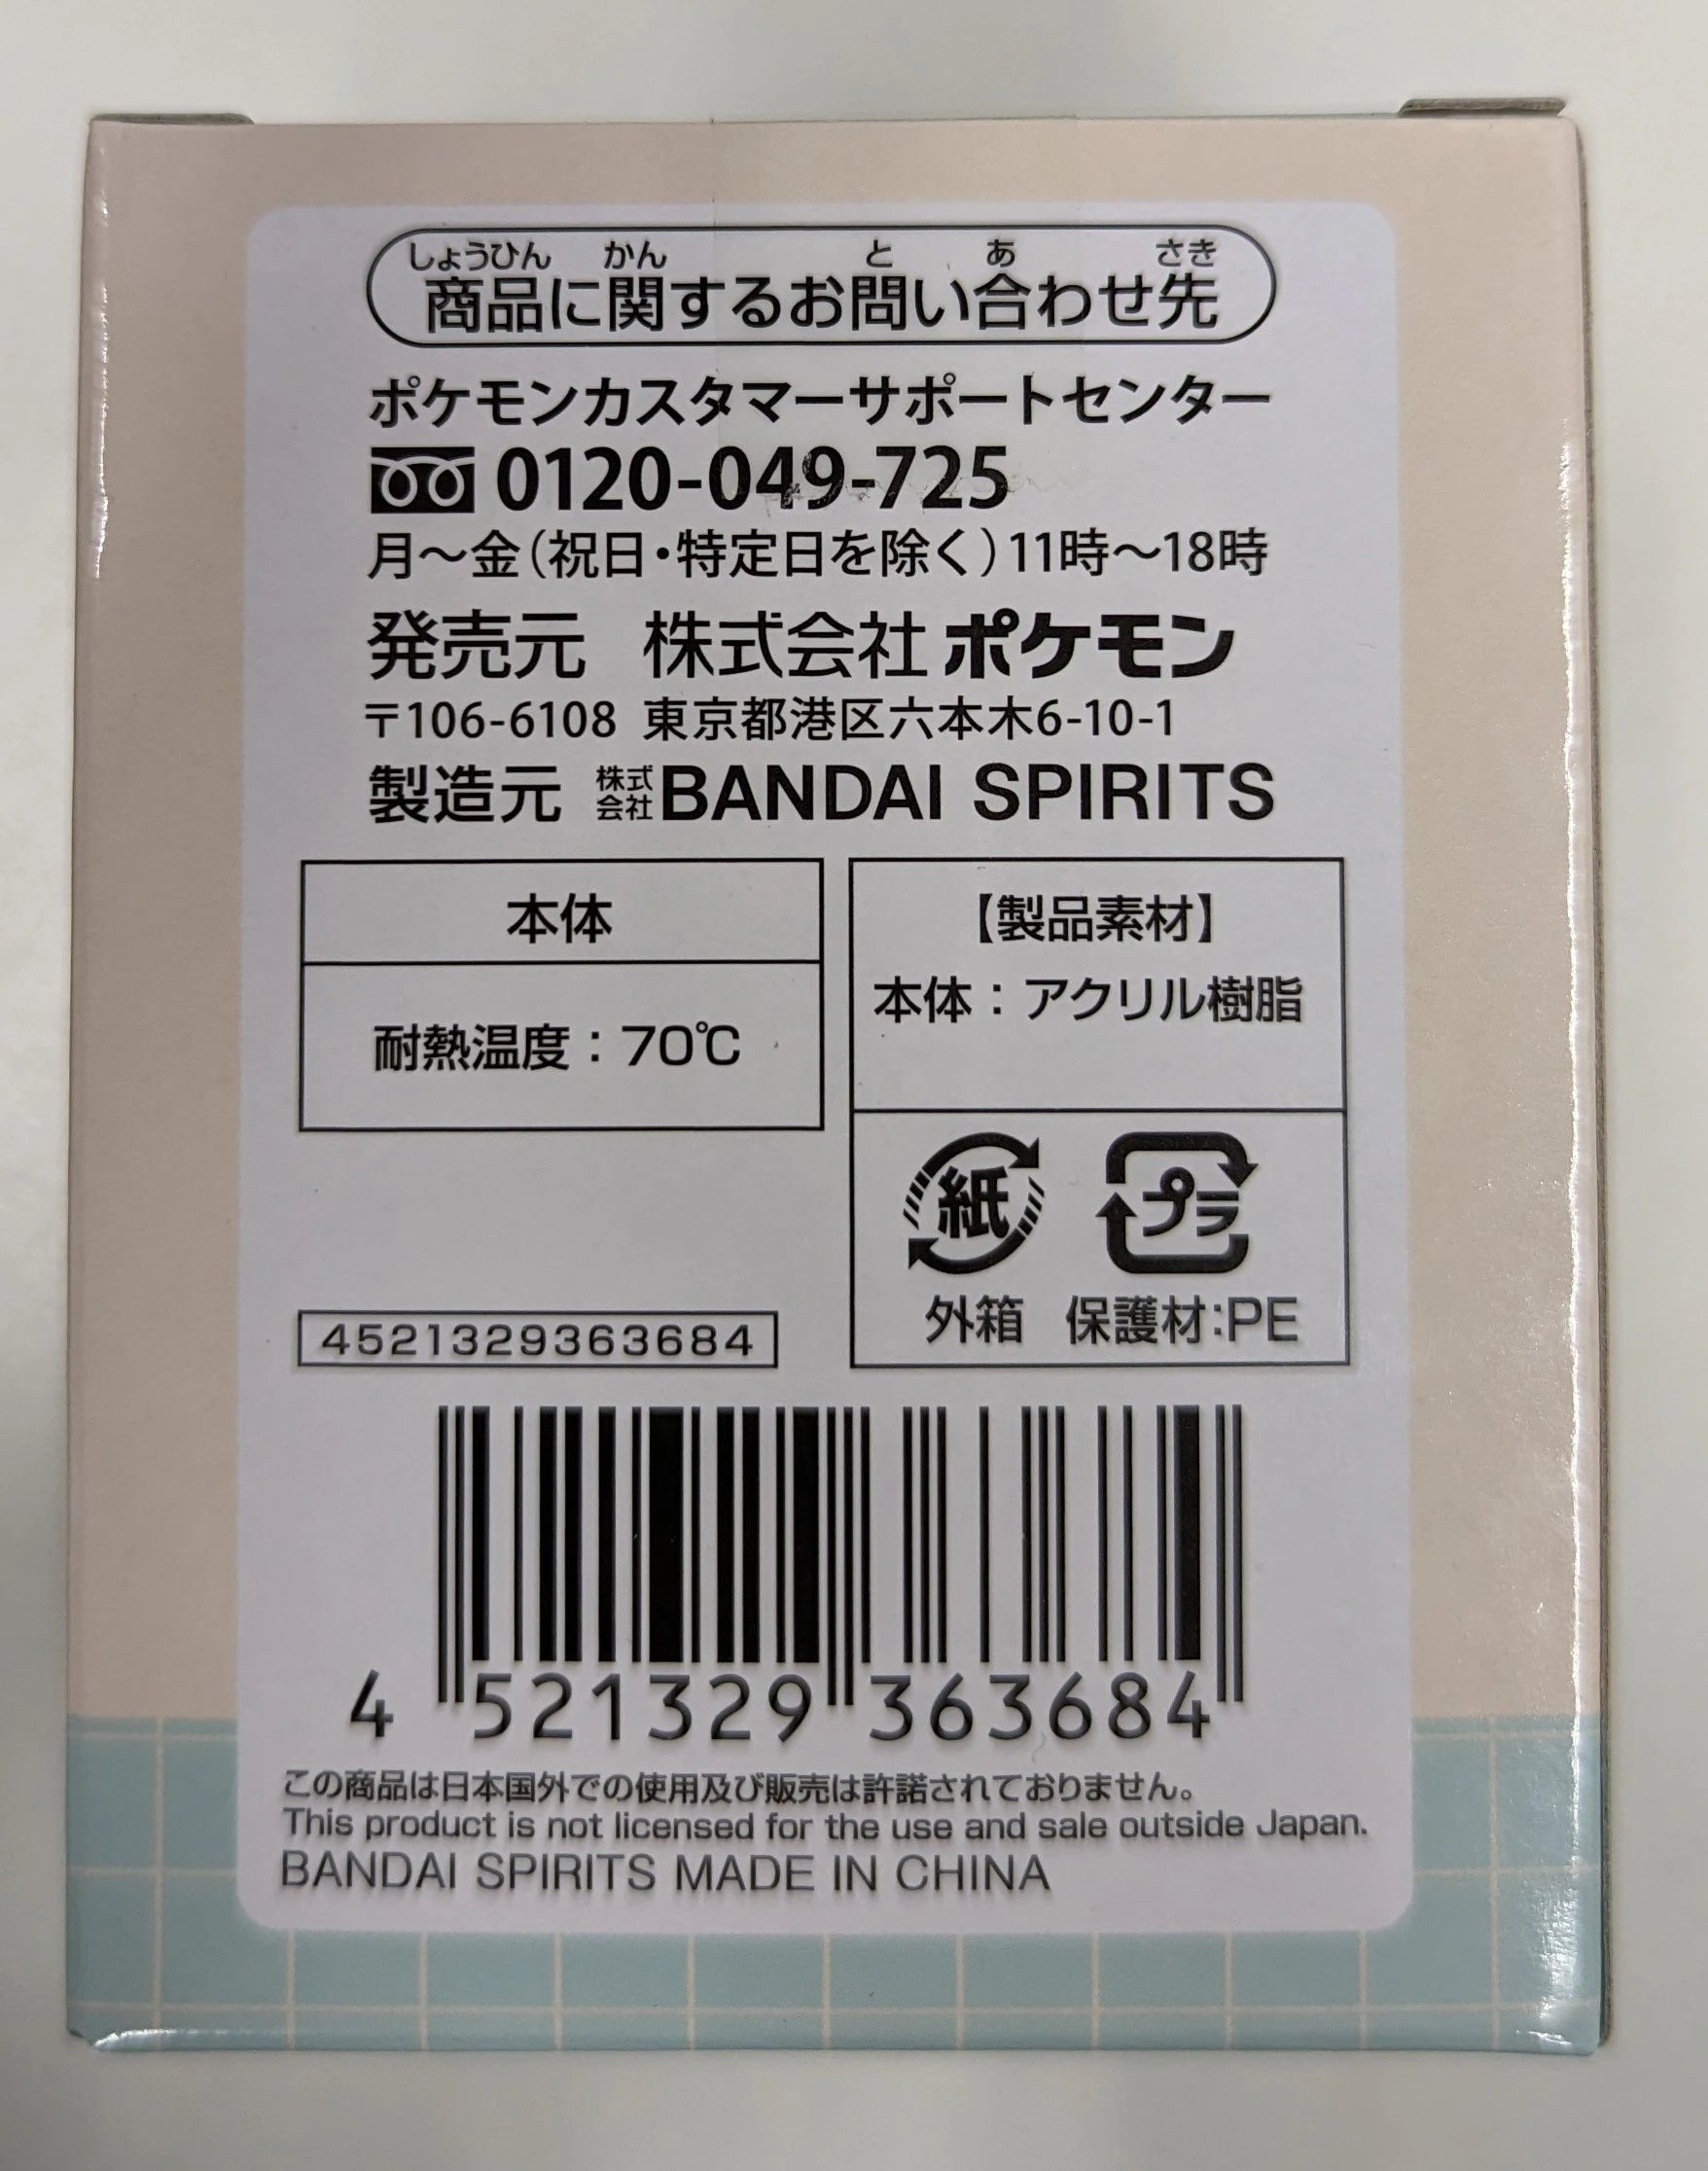 しょうひん かん と あ さき
商品に関するお問い合わせ先
ポケモンカスタマーサポートセンター
0120-049-725
月～金（祝日・特定日を除く）11時～18時
発売元 株式会社ポケモン
〒106-6108 東京都港区六本木6-10-1
製造元 株式会社BANDAI SPIRITS
本体
耐熱温度：70℃
【製品素材】
本体：アクリル樹脂
紙 プラ
外箱 保護材:PE
4521329363684
4 521329 363684
この商品は日本国外での使用及び販売は許諾されておりません。
This product is not licensed for the use and sale outside Japan.
BANDAI SPIRITS MADE IN CHINA